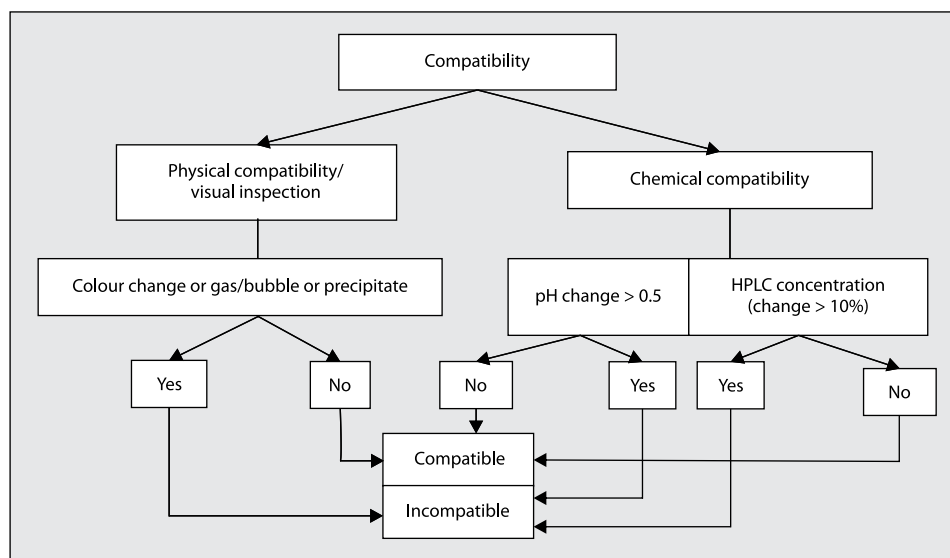 Compatibility
Physical compatibility/
visual inspection
Chemical compatibility
Colour change or gas/bubble or precipitate
pH change > 0.5
HPLC concentration
(change > 10%)
Yes
No
No
Yes
Yes
No
Compatible
Incompatible